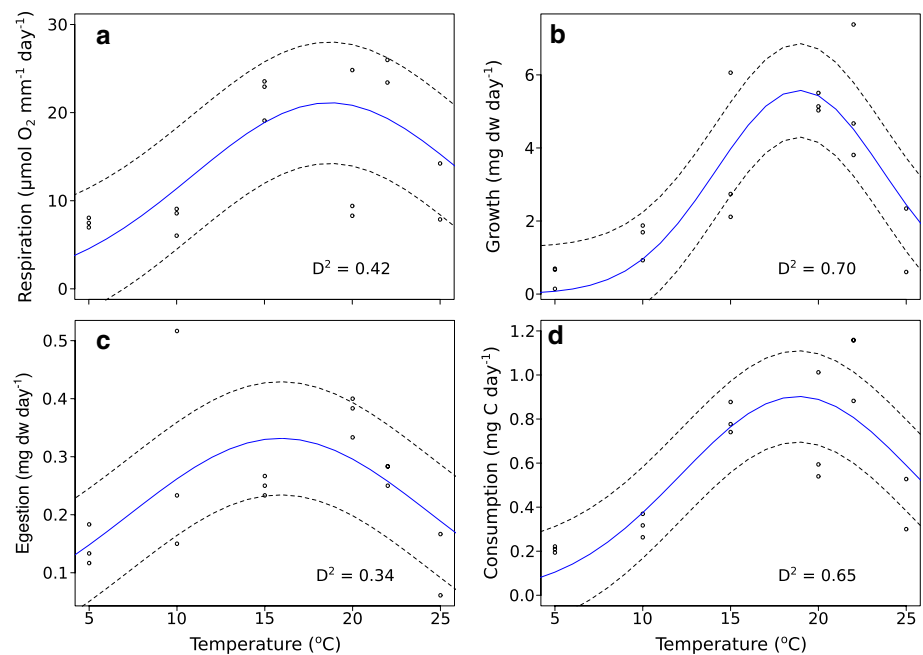 a
Respiration (µmol O2 mm-1 day-1)
30
20
10
0
D2 = 0.42
b
Growth (mg dw day-1)
6
4
2
0
D2 = 0.70
c
Egestion (mg dw day-1)
0.5
0.4
0.3
0.2
0.1
D2 = 0.34
5 10 15 20 25
Temperature (oC)
d
Consumption (mg C day-1)
1.2
1.0
0.8
0.6
0.4
0.2
0.0
D2 = 0.65
5 10 15 20 25
Temperature (oC)